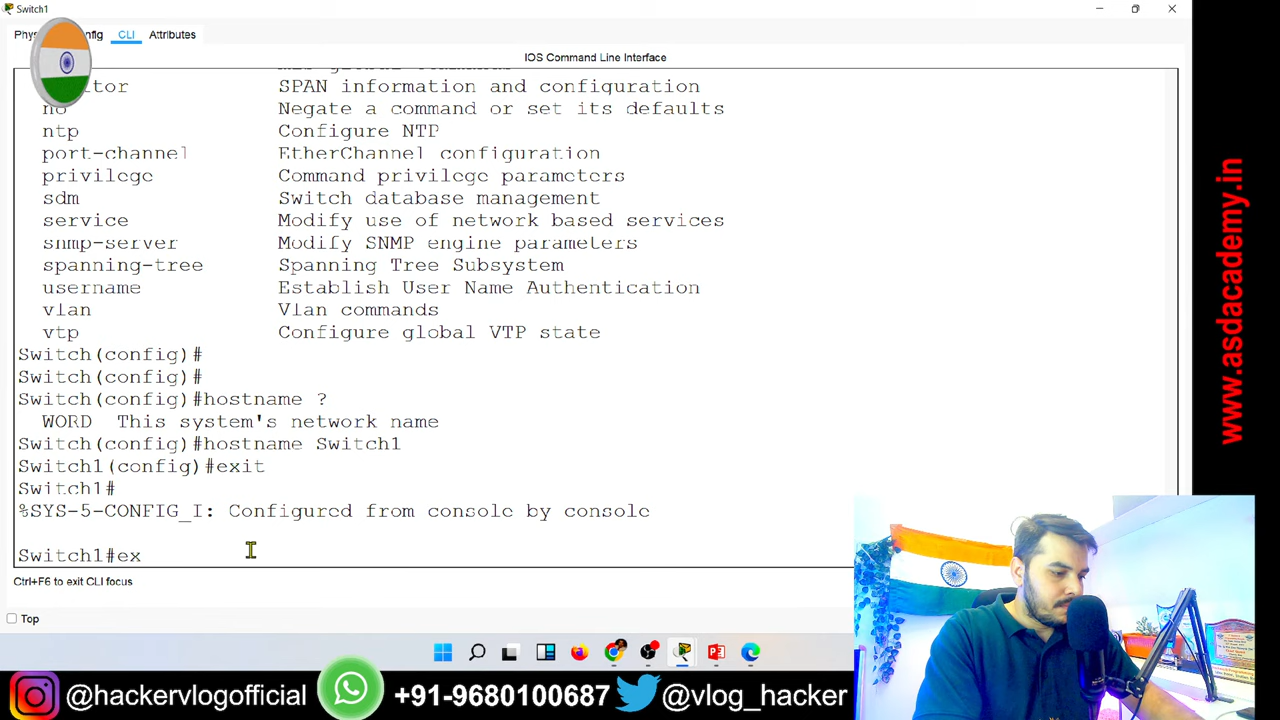 Switch1
CLI
Attributes
IOS Command Line Interface
SPAN information and configuration
no Negate a command or set its defaults
ntp Configure NTP
port-channel EtherChannel configuration
privilege Command privilege parameters
sdm Switch database management
service Modify use of network based services
snmp-server Modify SNMP engine parameters
spanning-tree Spanning Tree Subsystem
username Establish User Name Authentication
vlan Vlan commands
vtp Configure global VTP state
Switch(config)#
Switch(config)#
Switch(config)#hostname ?
WORD This system's network name
Switch(config)#hostname Switch1
Switch1(config)#exit
Switch1#
%SYS-5-CONFIG_I: Configured from console by console
Switch1#ex
Ctrl+F6 to exit CLI focus
Top
www.asdacademy.in
@hackervlogofficial
+91-9680100687
@vlog_hacker